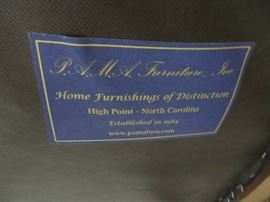 P.A.M.A. Furniture, Inc
Home Furnishings of Distinction
High Point - North Carolina
Established in 1984
www.pamafurn.com